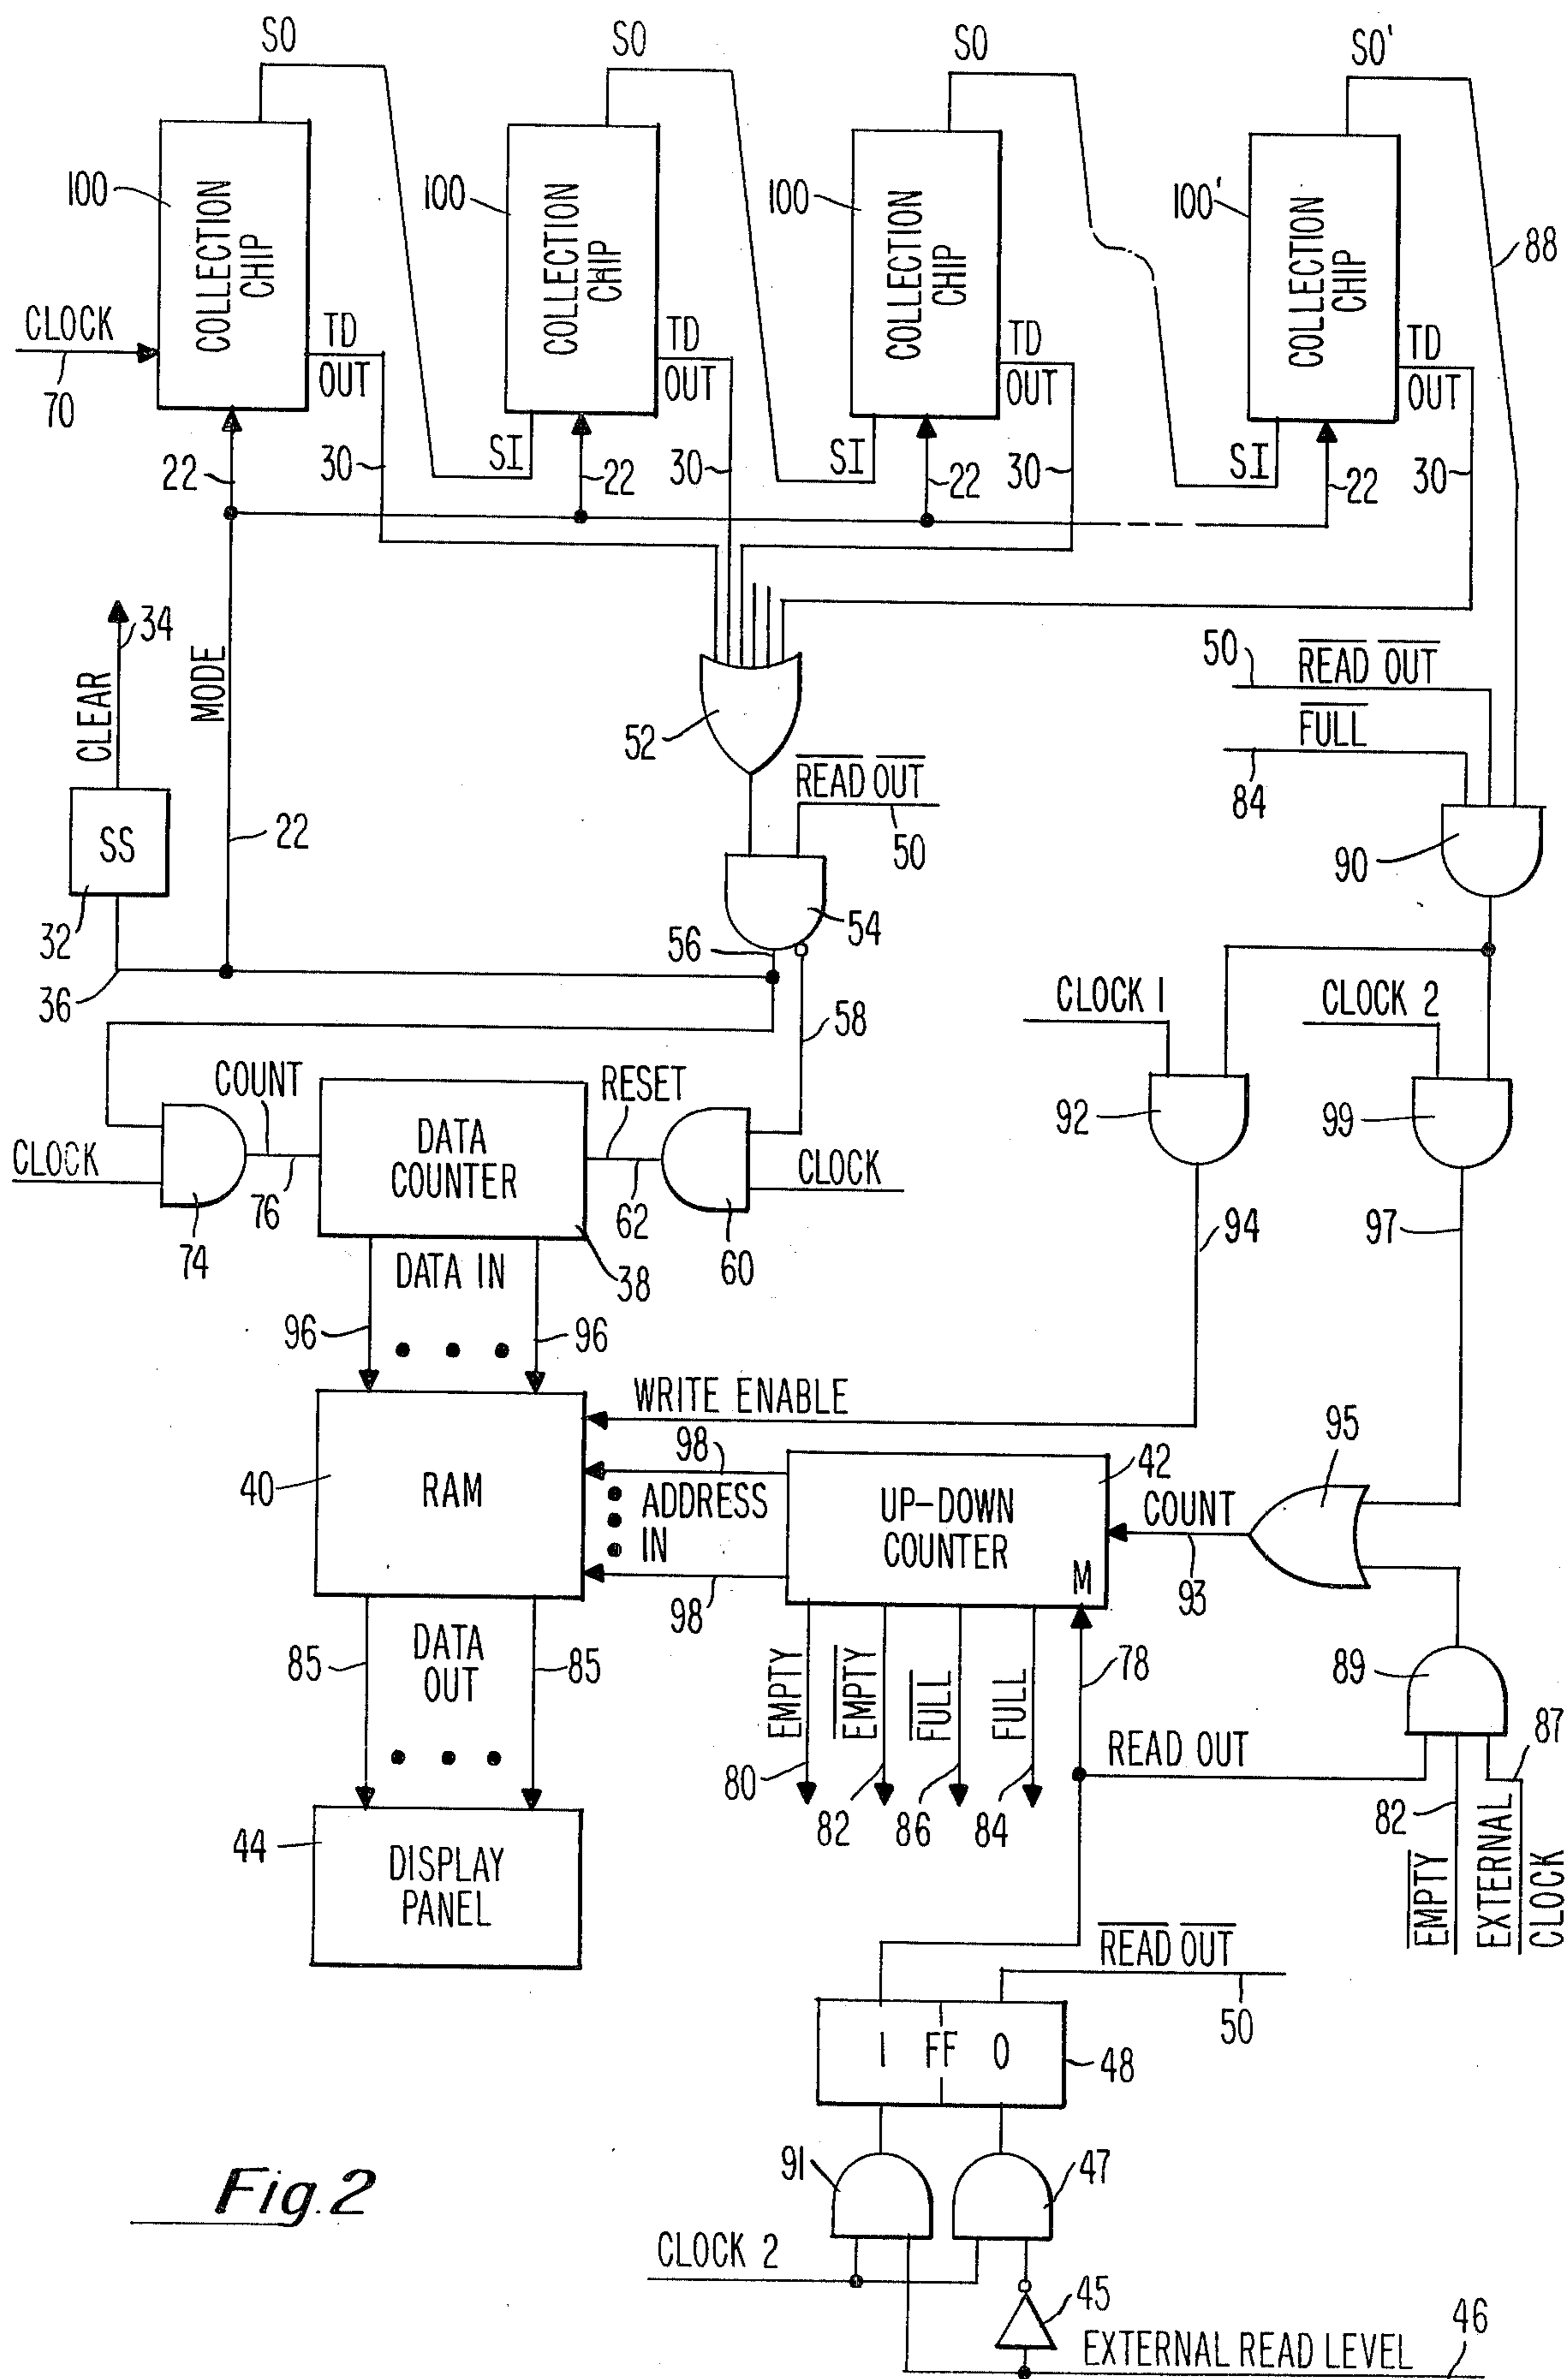 SO SO SO SO'
100 COLLECTION CHIP 100 COLLECTION CHIP 100 COLLECTION CHIP 100' COLLECTION CHIP
88
CLOCK
70
TD OUT TD OUT TD OUT TD OUT
SI SI SI
22 30 22 30 22 30 22 30
34
CLEAR
MODE
50 READ OUT
FULL
84
52
READ OUT
50
SS
32
22
54
90
56
36
58
CLOCK 1
CLOCK 2
92
99
COUNT
RESET
DATA COUNTER
CLOCK
CLOCK
74
76
62
60
38
94
97
DATA IN
96 96
WRITE ENABLE
95
40
RAM
98
ADDRESS IN
98
42
UP-DOWN COUNTER
M
COUNT
93
85
DATA OUT
85
EMPTY EMPTY FULL FULL
80 82 86 84
78
READ OUT
89
87
82
EMPTY
EXTERNAL CLOCK
44
DISPLAY PANEL
READ OUT
50
1 FF 0
48
91
47
Fig.2
CLOCK 2
45
46
EXTERNAL READ LEVEL